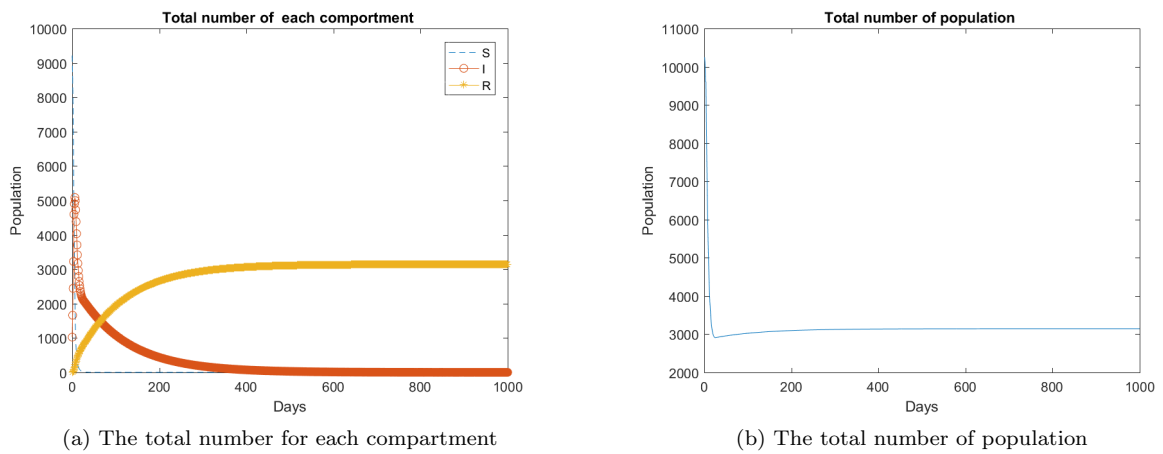 Total number of each comportment
10000
9000
8000
7000
6000
5000
4000
3000
2000
1000
0
Population
0 200 400 600 800 1000
Days
S
I
R
(a) The total number for each compartment
Total number of population
11000
10000
9000
8000
7000
6000
5000
4000
3000
2000
Population
0 200 400 600 800 1000
Days
(b) The total number of population